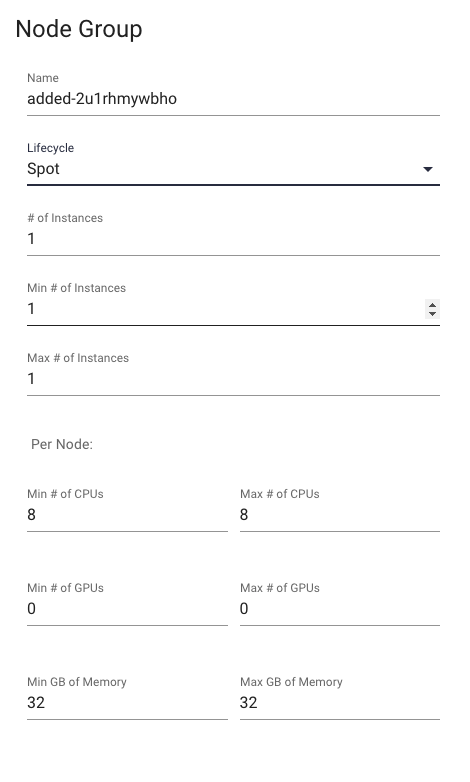 Node Group
Name
added-2u1rhmywbho
Lifecycle
Spot
# of Instances
1
Min # of Instances
1
Max # of Instances
1
Per Node:
Min # of CPUs Max # of CPUs
8 8
Min # of GPUs Max # of GPUs
0 0
Min GB of Memory Max GB of Memory
32 32